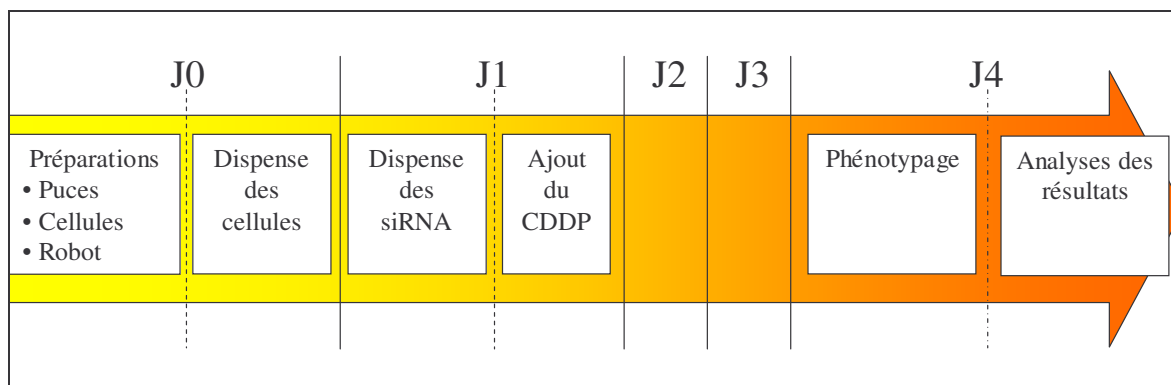 J0
J1
J2
J3
J4
Préparations
• Puces
• Cellules
• Robot
Dispense
des
cellules
Dispense
des
siRNA
Ajout
du
CDDP
Phénotypage
Analyses des
résultats